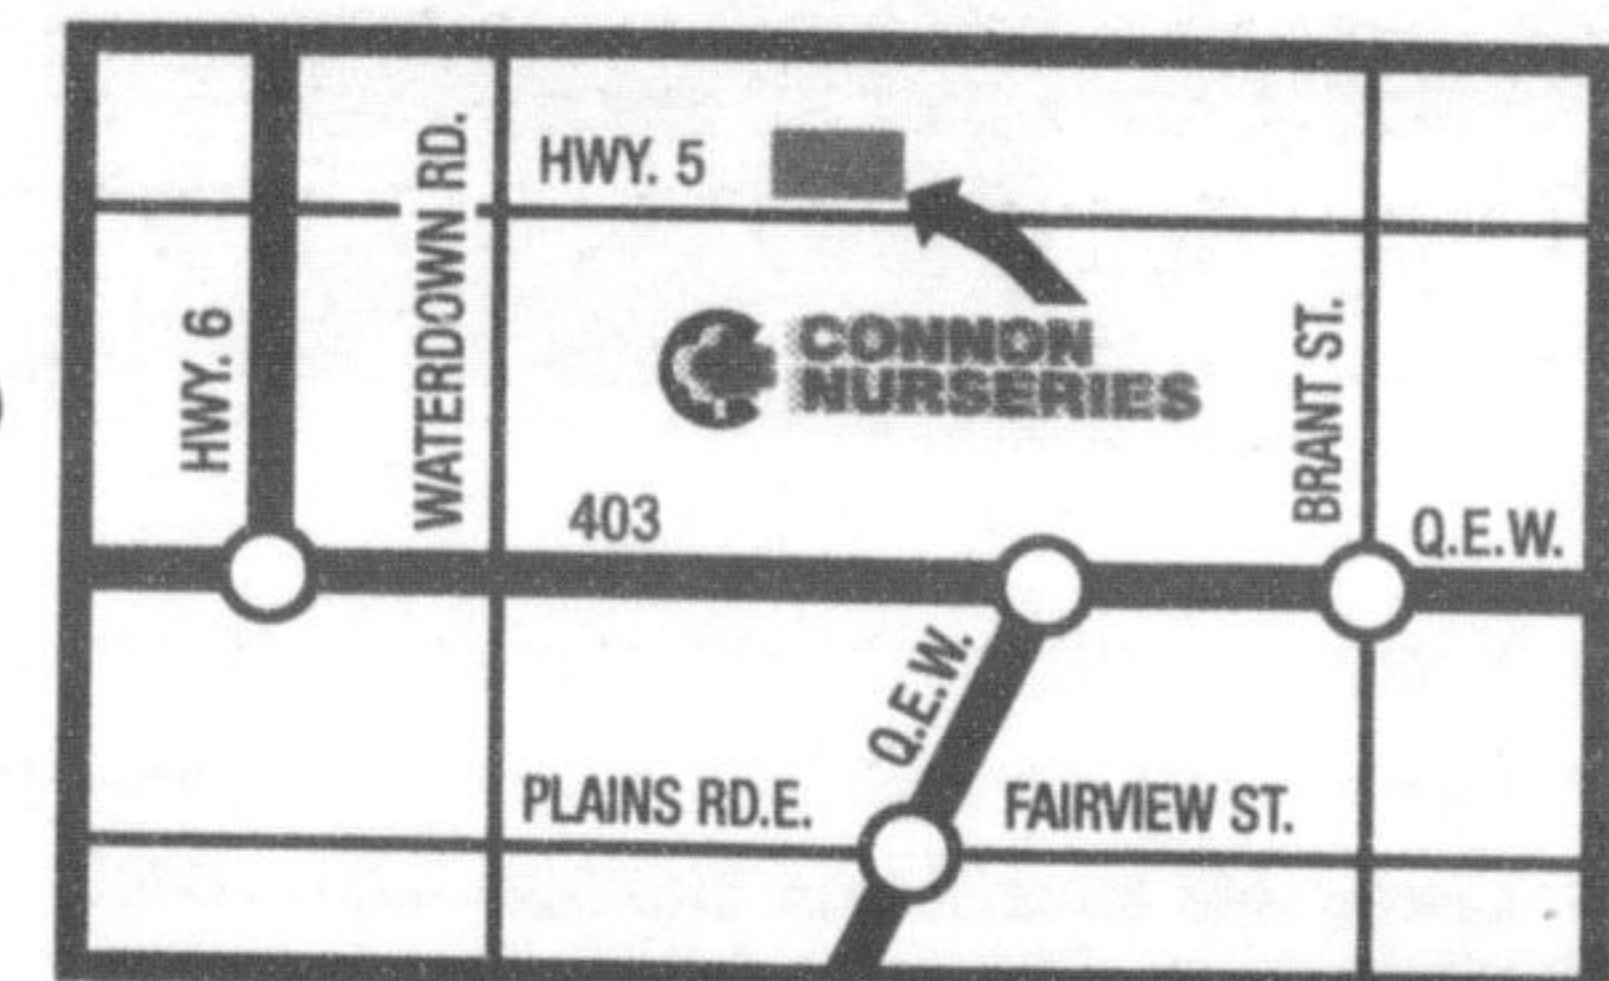 HWY. 5
WATERDOWN RD.
HWY. 6
CONNON
NURSERIES
BRANT ST.
403
Q.E.W.
Q.E.W.
PLAINS RD.E.
FAIRVIEW ST.